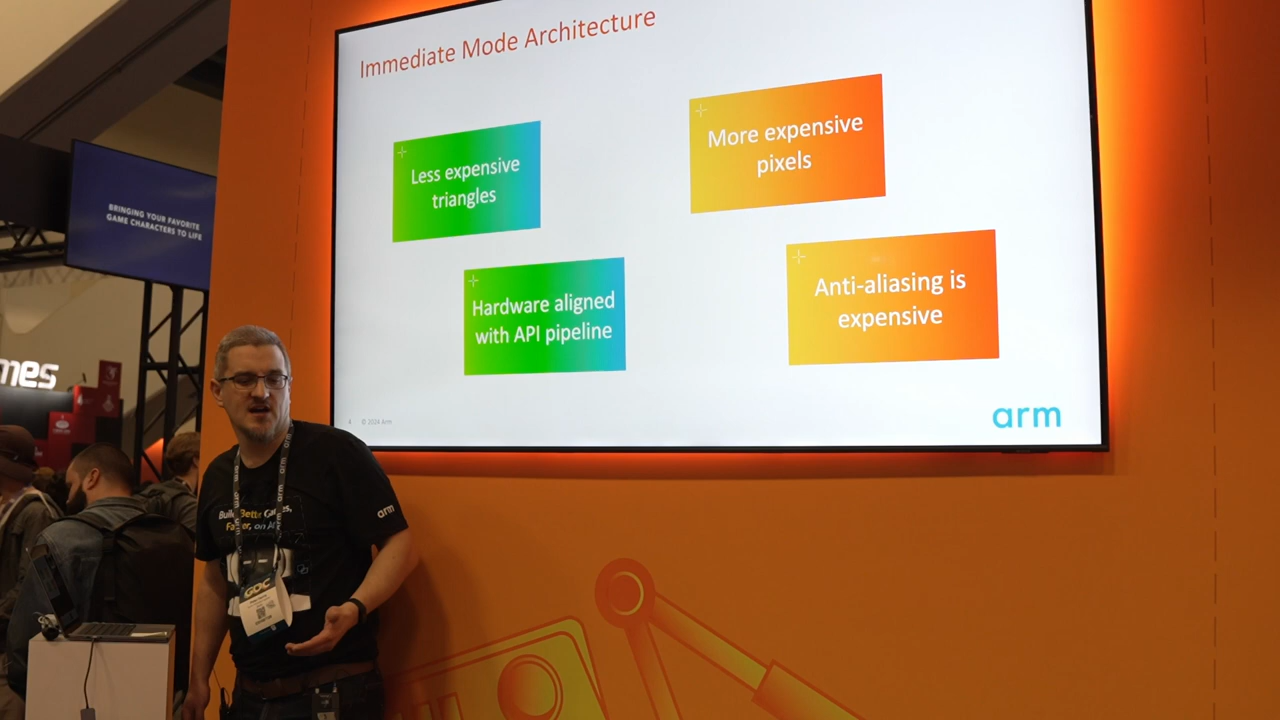 Immediate Mode Architecture
Less expensive
triangles
More expensive
pixels
Hardware aligned
with API pipeline
Anti-aliasing is
expensive
4 © 2024 Arm
arm
BRINGING YOUR FAVORITE
GAME CHARACTERS TO LIFE
mes
arm
GDC